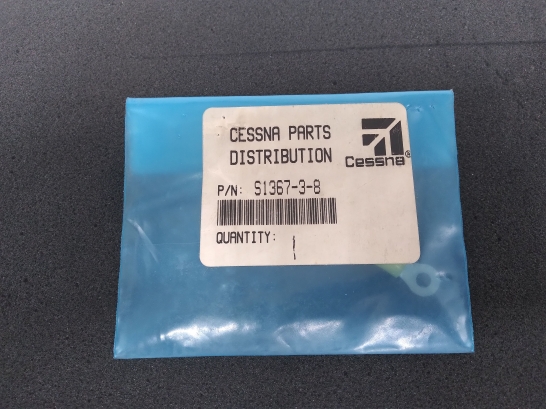 CESSNA PARTS
DISTRIBUTION
Cessna®
P/N: S1367-3-8
QUANTITY: 1